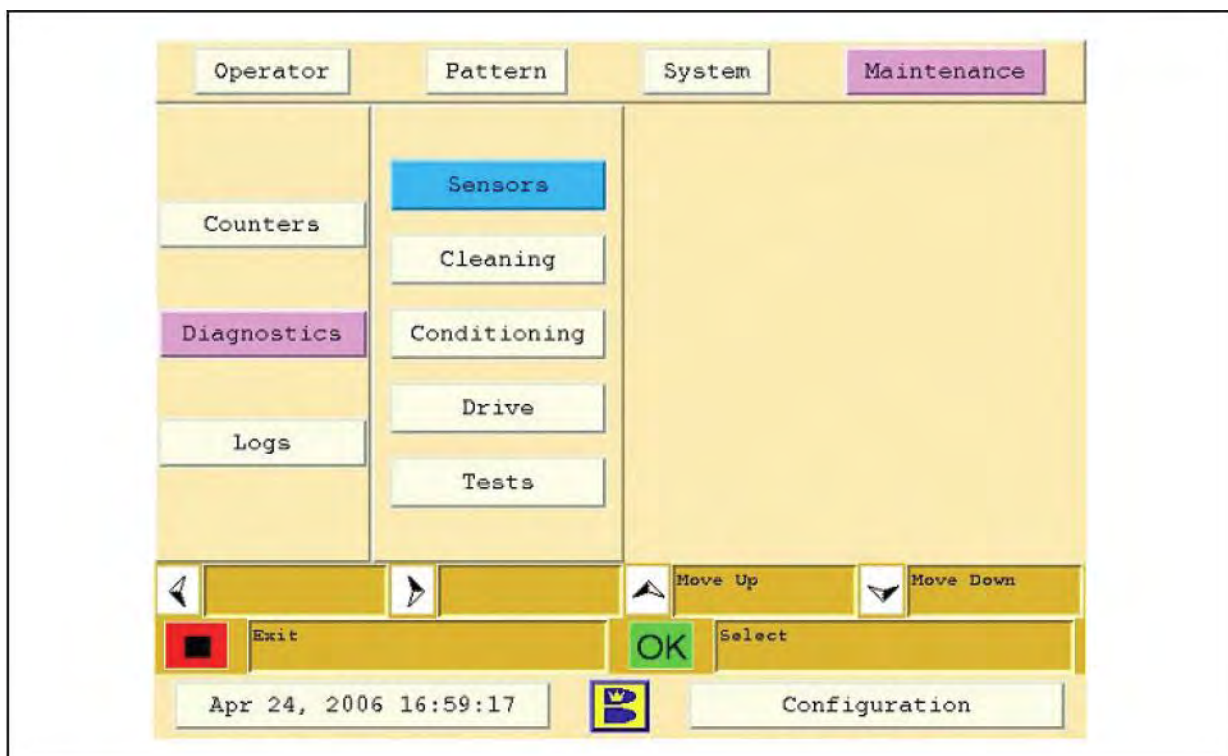 Operator Pattern System Maintenance
Counters
Diagnostics
Logs
Sensors
Cleaning
Conditioning
Drive
Tests
Move Up Move Down
Exit OK Select
Apr 24, 2006 16:59:17 Configuration